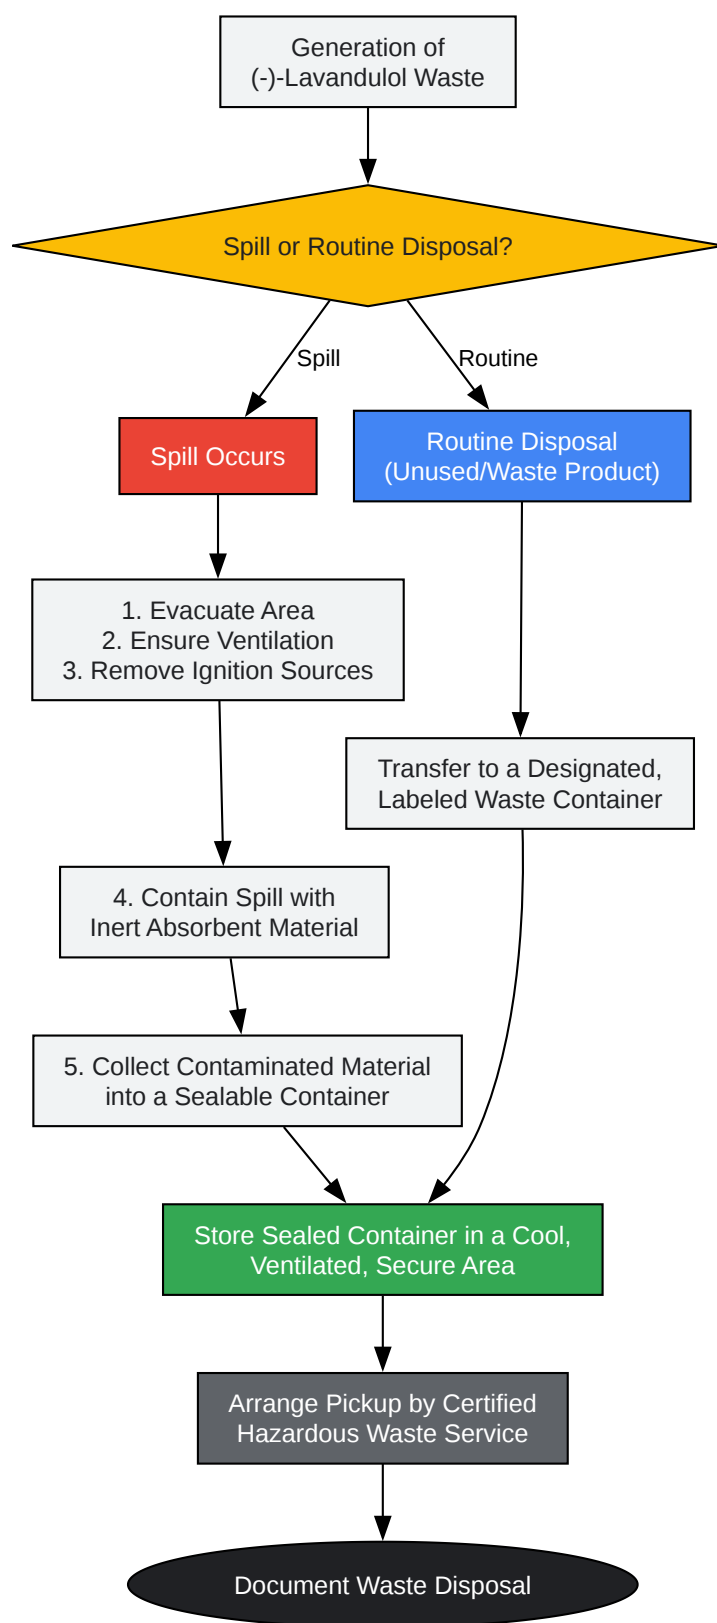 Generation of
(-)-Lavandulol Waste
Spill or Routine Disposal?
Spill
Routine
Spill Occurs
Routine Disposal
(Unused/Waste Product)
1. Evacuate Area
2. Ensure Ventilation
3. Remove Ignition Sources
Transfer to a Designated,
Labeled Waste Container
4. Contain Spill with
Inert Absorbent Material
5. Collect Contaminated Material
into a Sealable Container
Store Sealed Container in a Cool,
Ventilated, Secure Area
Arrange Pickup by Certified
Hazardous Waste Service
Document Waste Disposal